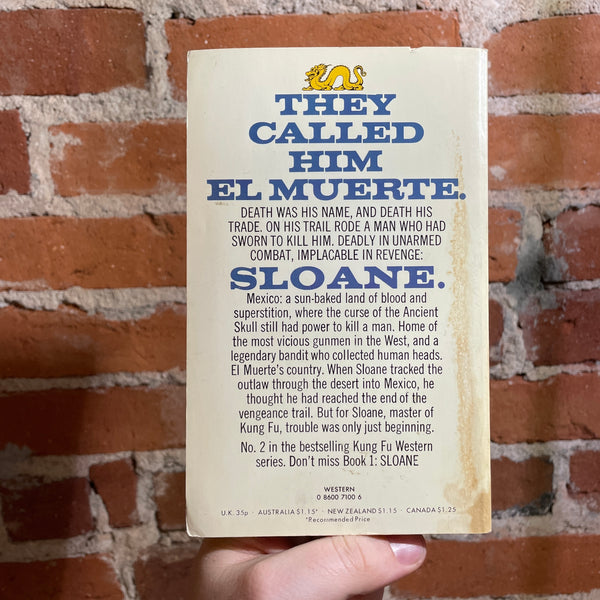 THEY
CALLED
HIM
EL MUERTE.
DEATH WAS HIS NAME, AND DEATH HIS
TRADE. ON HIS TRAIL RODE A MAN WHO HAD
SWORN TO KILL HIM. DEADLY IN UNARMED
COMBAT, IMPLACABLE IN REVENGE:
SLOANE.
Mexico: a sun-baked land of blood and
superstition, where the curse of the Ancient
Skull still had power to kill a man. Home of
the most vicious gunmen in the West, and a
legendary bandit who collected human heads.
El Muerte's country. When Sloane tracked the
outlaw through the desert into Mexico, he
thought he had reached the end of the
vengeance trail. But for Sloane, master of
Kung Fu, trouble was only just beginning.
No. 2 in the bestselling Kung Fu Western
series. Don't miss Book 1: SLOANE
WESTERN
0 8600 7100 6
U.K. 35p · AUSTRALIA $1.15* · NEW ZEALAND $1.15 · CANADA $1.25
*Recommended Price